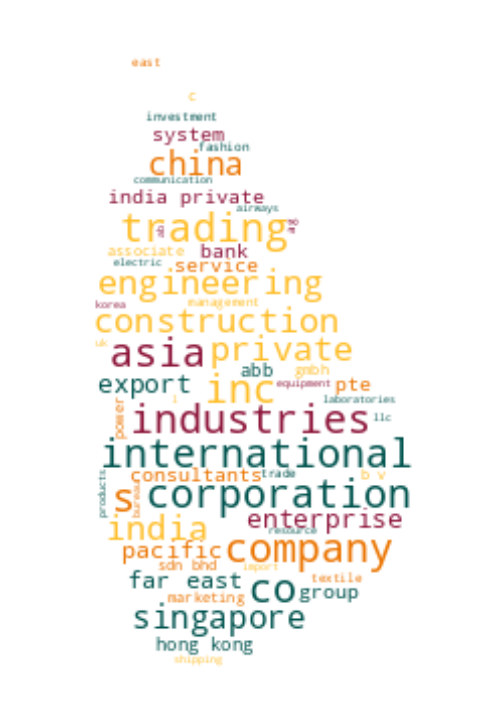 east
c
investment
system
fashion
china
communication
india private
airways
trading
associate bank
electric service
engineering
korea management
construction
uk
asia private
abb gmbh
export inc equipment pte
l laboratories
power industries llc
international
consultants trade b v
products bureau s corporation
enterprise
india resource
pacific company
sdn bhd import
far east co textile
marketing group
singapore
hong kong
shipping